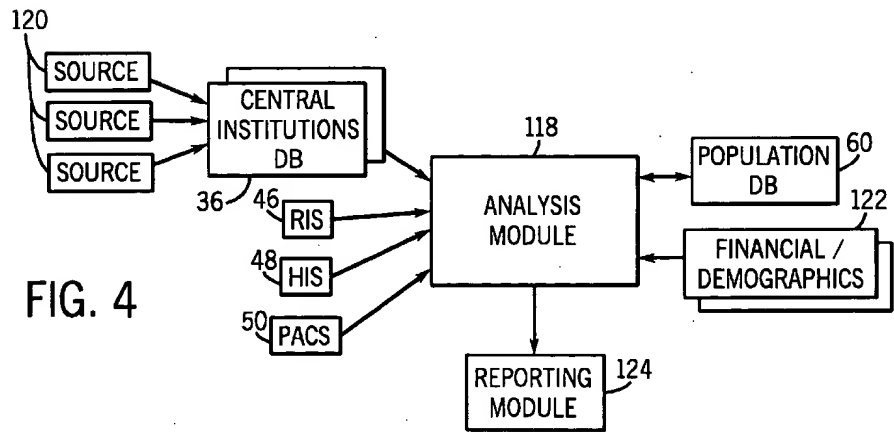 120
SOURCE
SOURCE
SOURCE
CENTRAL
INSTITUTIONS
DB
36
46
RIS
48
HIS
50
PACS
118
ANALYSIS
MODULE
POPULATION
DB
60
122
FINANCIAL /
DEMOGRAPHICS
REPORTING
MODULE
124
FIG. 4